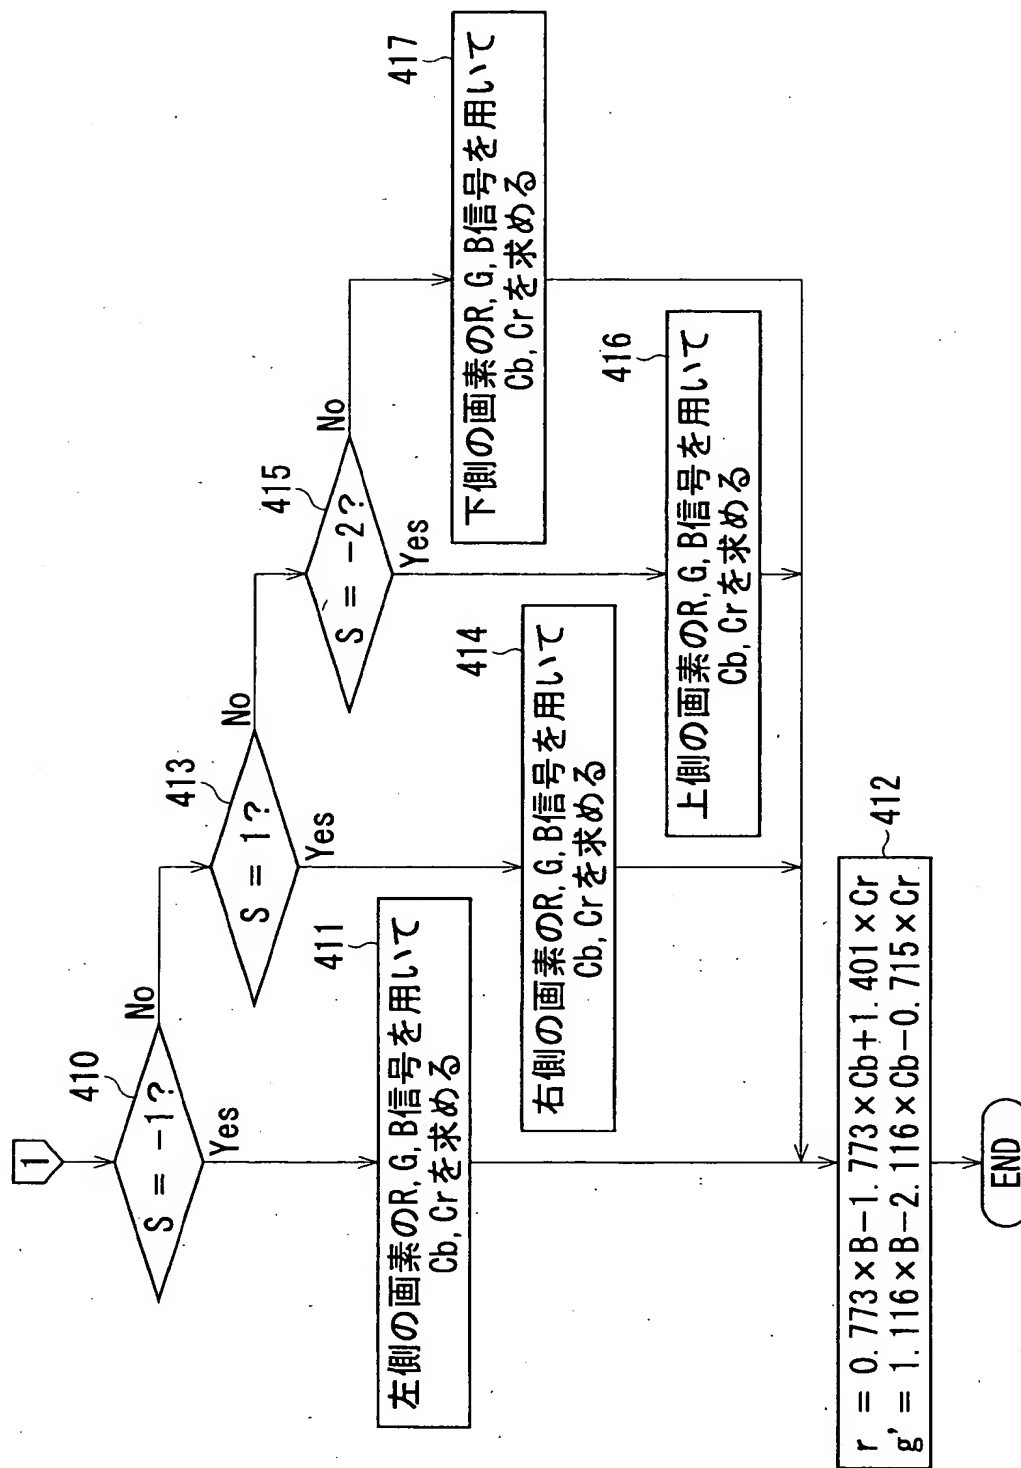 1
410
S = -1?
No
Yes
411
左側の画素のR, G, B信号を用いて
Cb, Crを求める
413
S = 1?
No
Yes
414
右側の画素のR, G, B信号を用いて
Cb, Crを求める
415
S = -2?
No
Yes
416
上側の画素のR, G, B信号を用いて
Cb, Crを求める
417
下側の画素のR, G, B信号を用いて
Cb, Crを求める
412
r = 0.773×B-1.773×Cb+1.401×Cr
g' = 1.116×B-2.116×Cb-0.715×Cr
END